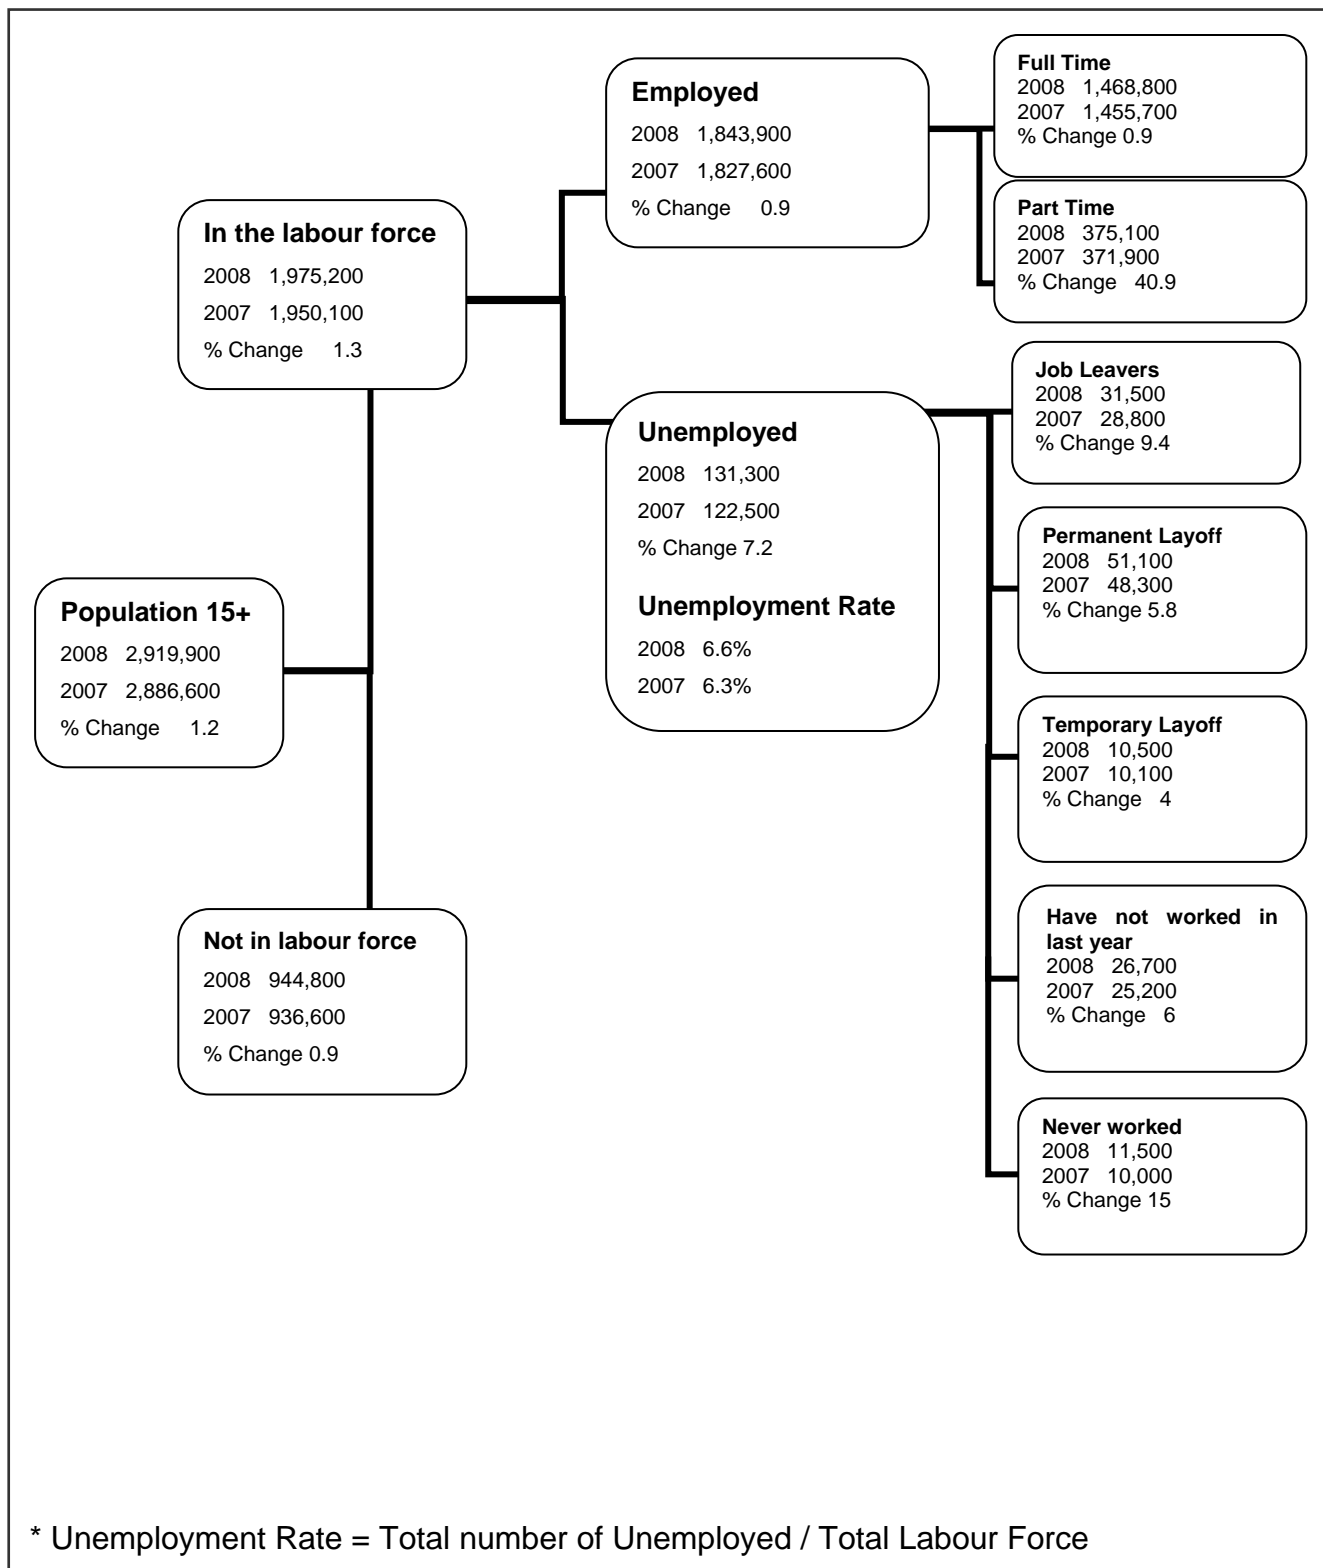 Population 15+
2008 2,919,900
2007 2,886,600
% Change 1.2
In the labour force
2008 1,975,200
2007 1,950,100
% Change 1.3
Not in labour force
2008 944,800
2007 936,600
% Change 0.9
Employed
2008 1,843,900
2007 1,827,600
% Change 0.9
Unemployed
2008 131,300
2007 122,500
% Change 7.2
Unemployment Rate
2008 6.6%
2007 6.3%
Full Time
2008 1,468,800
2007 1,455,700
% Change 0.9
Part Time
2008 375,100
2007 371,900
% Change 40.9
Job Leavers
2008 31,500
2007 28,800
% Change 9.4
Permanent Layoff
2008 51,100
2007 48,300
% Change 5.8
Temporary Layoff
2008 10,500
2007 10,100
% Change 4
Have not worked in
last year
2008 26,700
2007 25,200
% Change 6
Never worked
2008 11,500
2007 10,000
% Change 15
* Unemployment Rate = Total number of Unemployed / Total Labour Force